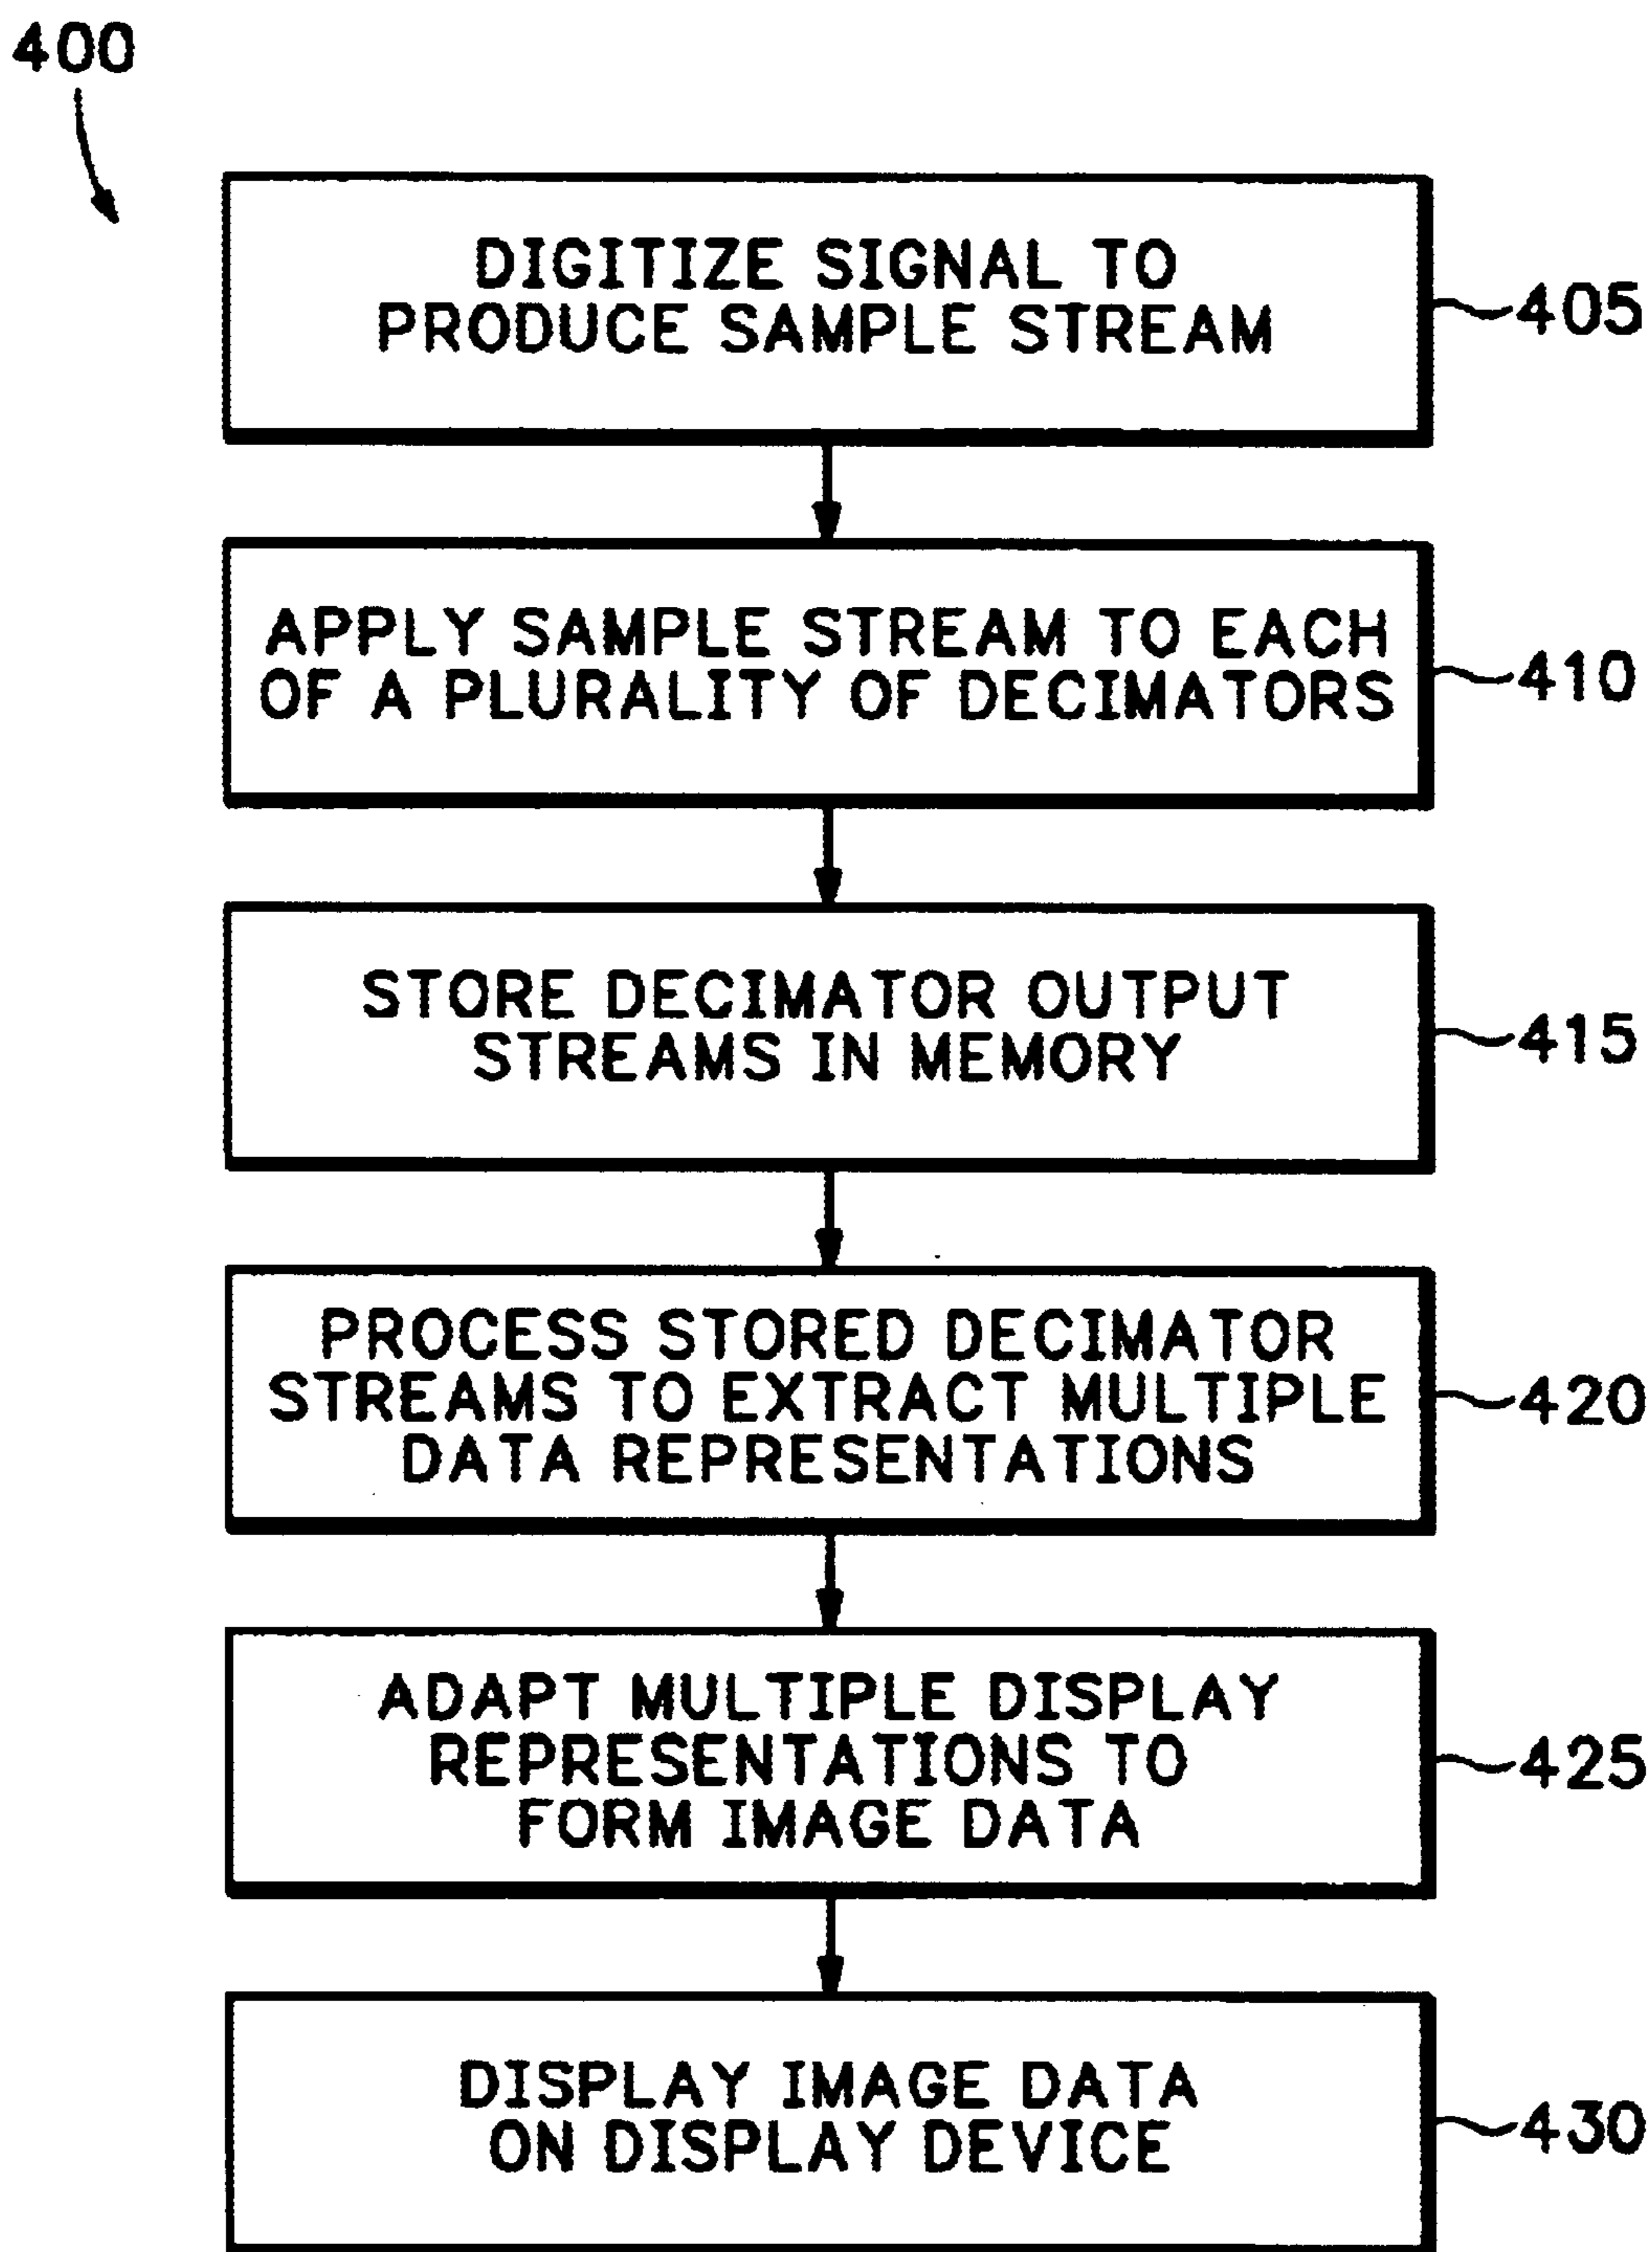 400
DIGITIZE SIGNAL TO
PRODUCE SAMPLE STREAM
405
APPLY SAMPLE STREAM TO EACH
OF A PLURALITY OF DECIMATORS
410
STORE DECIMATOR OUTPUT
STREAMS IN MEMORY
415
PROCESS STORED DECIMATOR
STREAMS TO EXTRACT MULTIPLE
DATA REPRESENTATIONS
420
ADAPT MULTIPLE DISPLAY
REPRESENTATIONS TO
FORM IMAGE DATA
425
DISPLAY IMAGE DATA
ON DISPLAY DEVICE
430